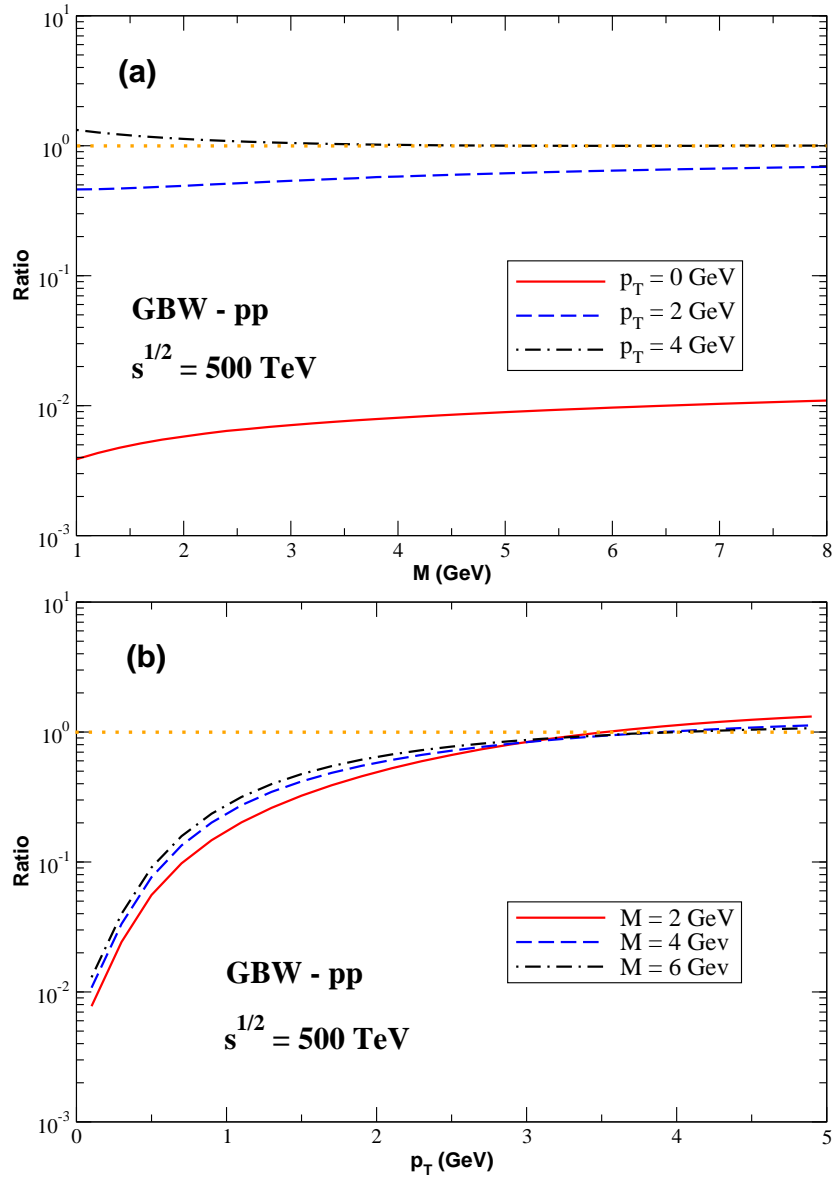 10^1
(a)
10^0
Ratio
10^-1
p_T = 0 GeV
p_T = 2 GeV
p_T = 4 GeV
GBW - pp
s^1/2 = 500 TeV
10^-2
10^-3
1 2 3 4 5 6 7 8
M (GeV)
10^1
(b)
10^0
Ratio
10^-1
M = 2 GeV
M = 4 Gev
M = 6 Gev
GBW - pp
10^-2
s^1/2 = 500 TeV
10^-3
0 1 2 3 4 5
p_T (GeV)